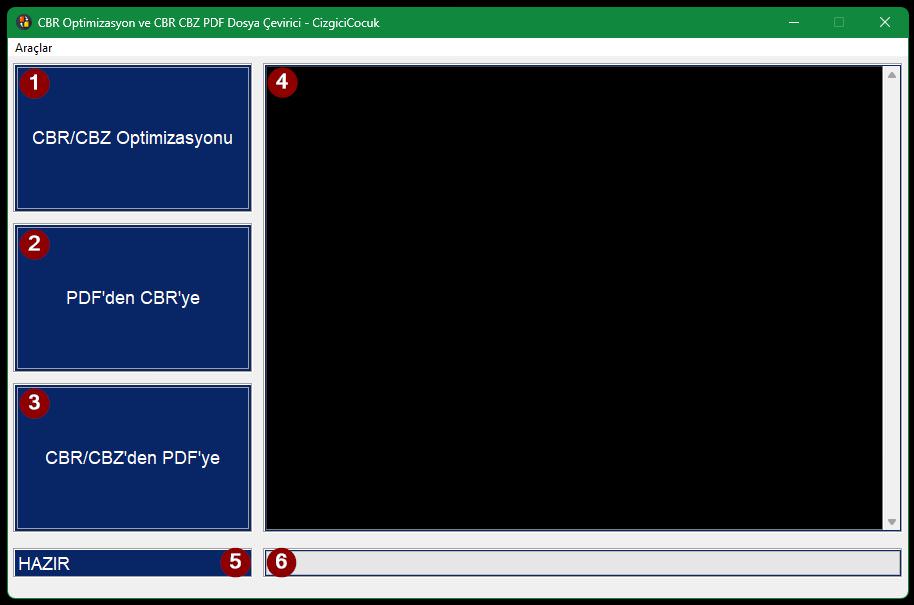 CBR Optimizasyon ve CBR CBZ PDF Dosya Çevirici - CizgiciCocuk
Araçlar
1
CBR/CBZ Optimizasyonu
2
PDF'den CBR'ye
3
CBR/CBZ'den PDF'ye
4
HAZIR
5
6